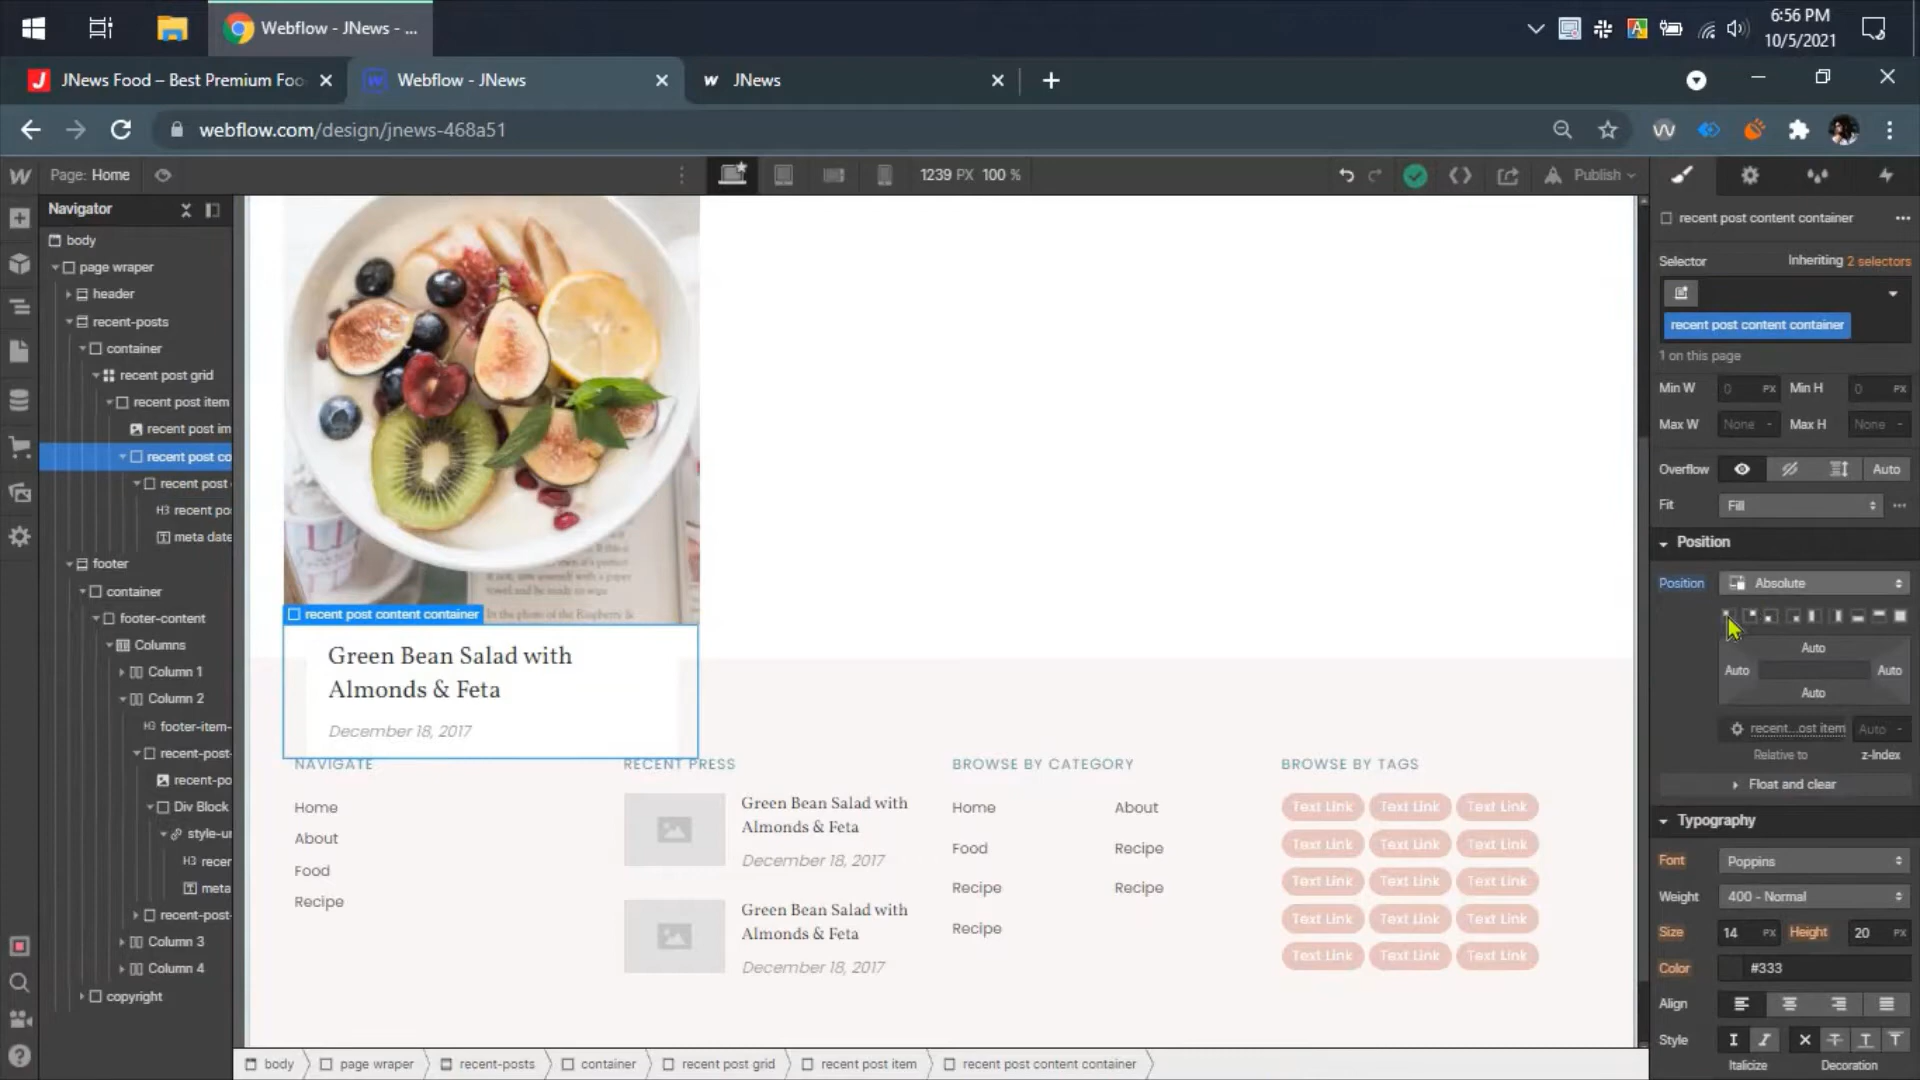 Webflow - JNews - ...
6:56 PM
10/5/2021
JNews Food – Best Premium Foo
Webflow - JNews
JNews
webflow.com/design/jnews-468a51
Page: Home
1239 PX 100 %
Publish
Navigator
body
page wraper
header
recent-posts
container
recent post grid
recent post item
recent post im
recent post co
recent post
H3 recent po
meta date
footer
container
footer-content
Columns
Column 1
Column 2
H3 footer-item-
recent-post-
recent-po
Div Block
style-ur
H3 recer
meta
recent-post-
Column 3
Column 4
copyright
recent post content container
Green Bean Salad with
Almonds & Feta
December 18, 2017
NAVIGATE
Home
About
Food
Recipe
RECENT PRESS
Green Bean Salad with
Almonds & Feta
December 18, 2017
Green Bean Salad with
Almonds & Feta
December 18, 2017
BROWSE BY CATEGORY
Home About
Food Recipe
Recipe Recipe
Recipe
BROWSE BY TAGS
Text Link Text Link Text Link
Text Link Text Link Text Link
Text Link Text Link Text Link
Text Link Text Link Text Link
Text Link Text Link Text Link
body page wraper recent-posts container recent post grid recent post item recent post content container
recent post content container
Selector Inheriting 2 selectors
recent post content container
1 on this page
Min W 0 PX Min H 0 PX
Max W None - Max H None -
Overflow Auto
Fit Fill
Position
Position Absolute
Auto
Auto Auto
Auto
recent...ost item Auto -
Relative to z-Index
Float and clear
Typography
Font Poppins
Weight 400 - Normal
Size 14 PX Height 20 PX
Color #333
Align
Style
Italicize Decoration